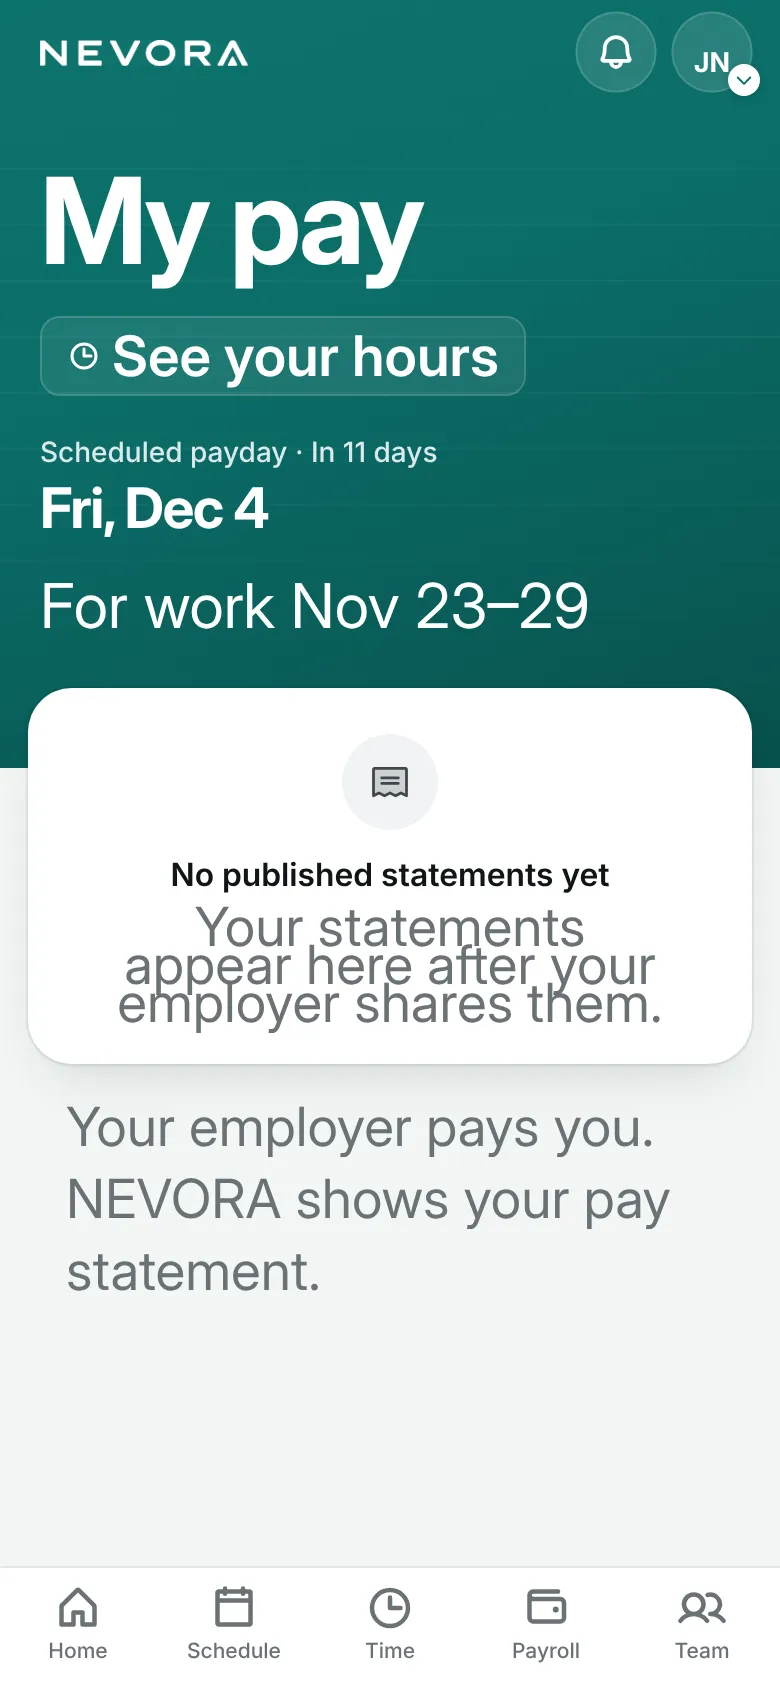 NEVORA
JN
My pay
See your hours
Scheduled payday · In 11 days
Fri, Dec 4
For work Nov 23–29
No published statements yet
Your statements
appear here after your
employer shares them.
Your employer pays you.
NEVORA shows your pay
statement.
Home
Schedule
Time
Payroll
Team